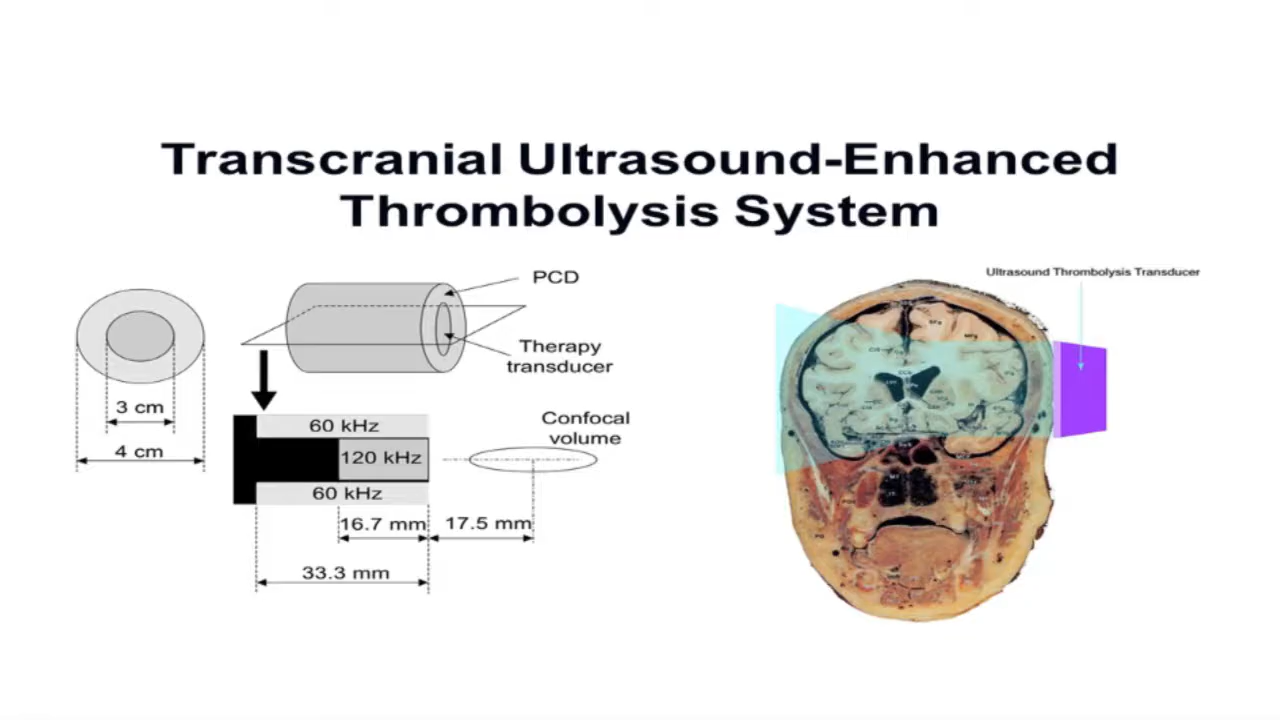 Transcranial Ultrasound-Enhanced
Thrombolysis System
PCD
Therapy
transducer
3 cm
4 cm
60 kHz
120 kHz
60 kHz
Confocal
volume
16.7 mm
17.5 mm
33.3 mm
Ultrasound Thrombolysis Transducer